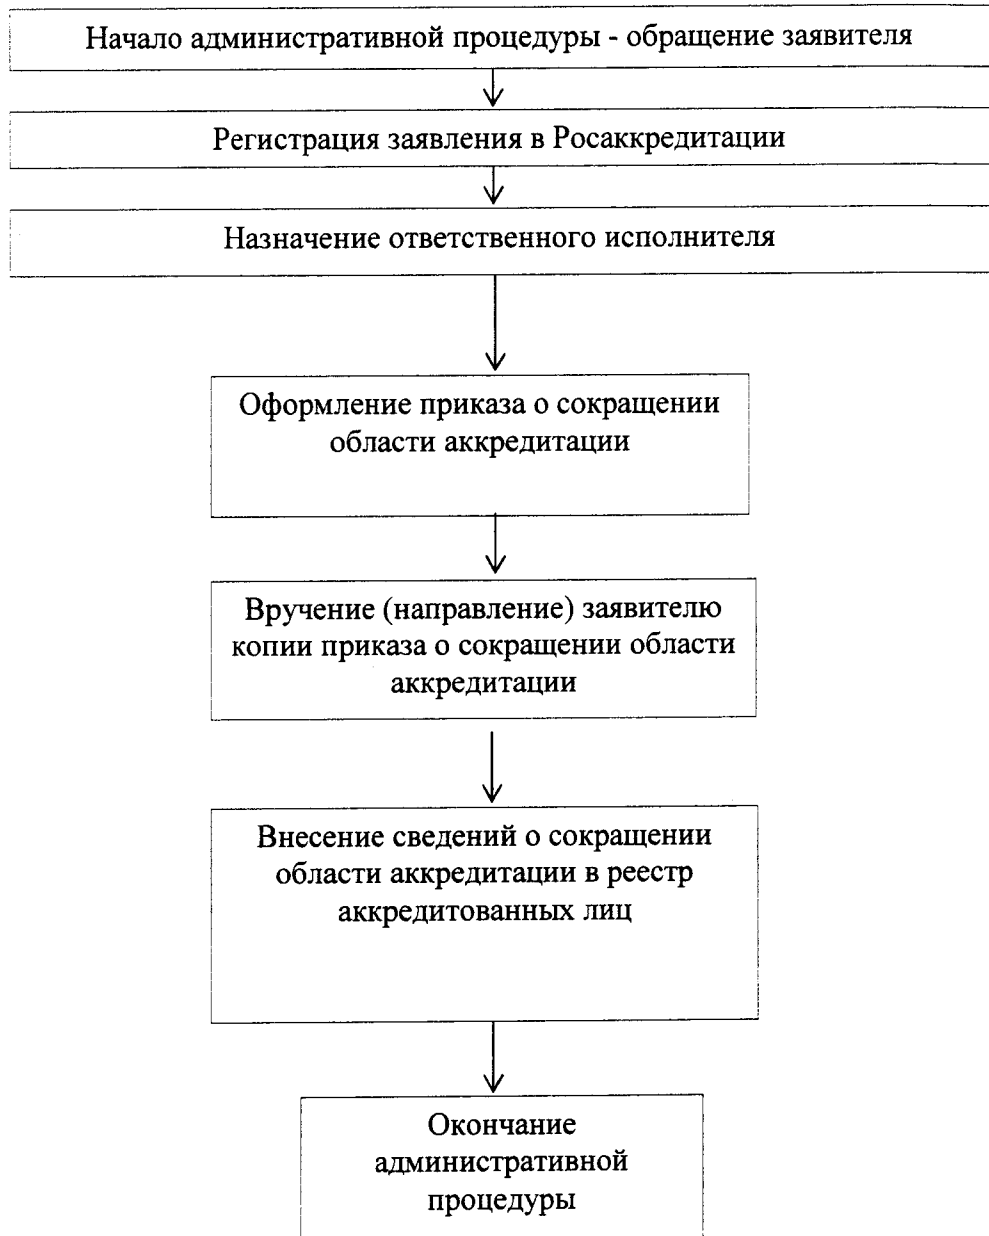 Начало административной процедуры - обращение заявителя
Регистрация заявления в Росаккредитации
Назначение ответственного исполнителя
Оформление приказа о сокращении
области аккредитации
Вручение (направление) заявителю
копии приказа о сокращении области
аккредитации
Внесение сведений о сокращении
области аккредитации в реестр
аккредитованных лиц
Окончание
административной
процедуры